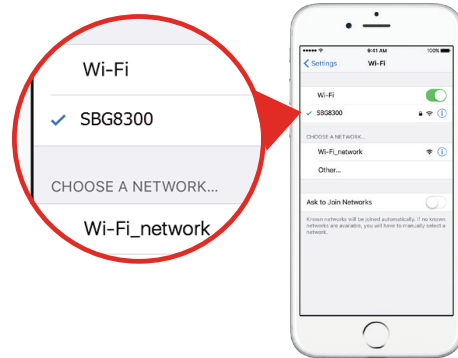 Wi-Fi
SBG8300
CHOOSE A NETWORK...
Wi-Fi_network
9:41 AM
100%
Settings
Wi-Fi
Wi-Fi
SBG8300
CHOOSE A NETWORK...
Wi-Fi_network
Other...
Ask to Join Networks
Known networks will be joined automatically. If no known
networks are available, you will have to manually select a
network.